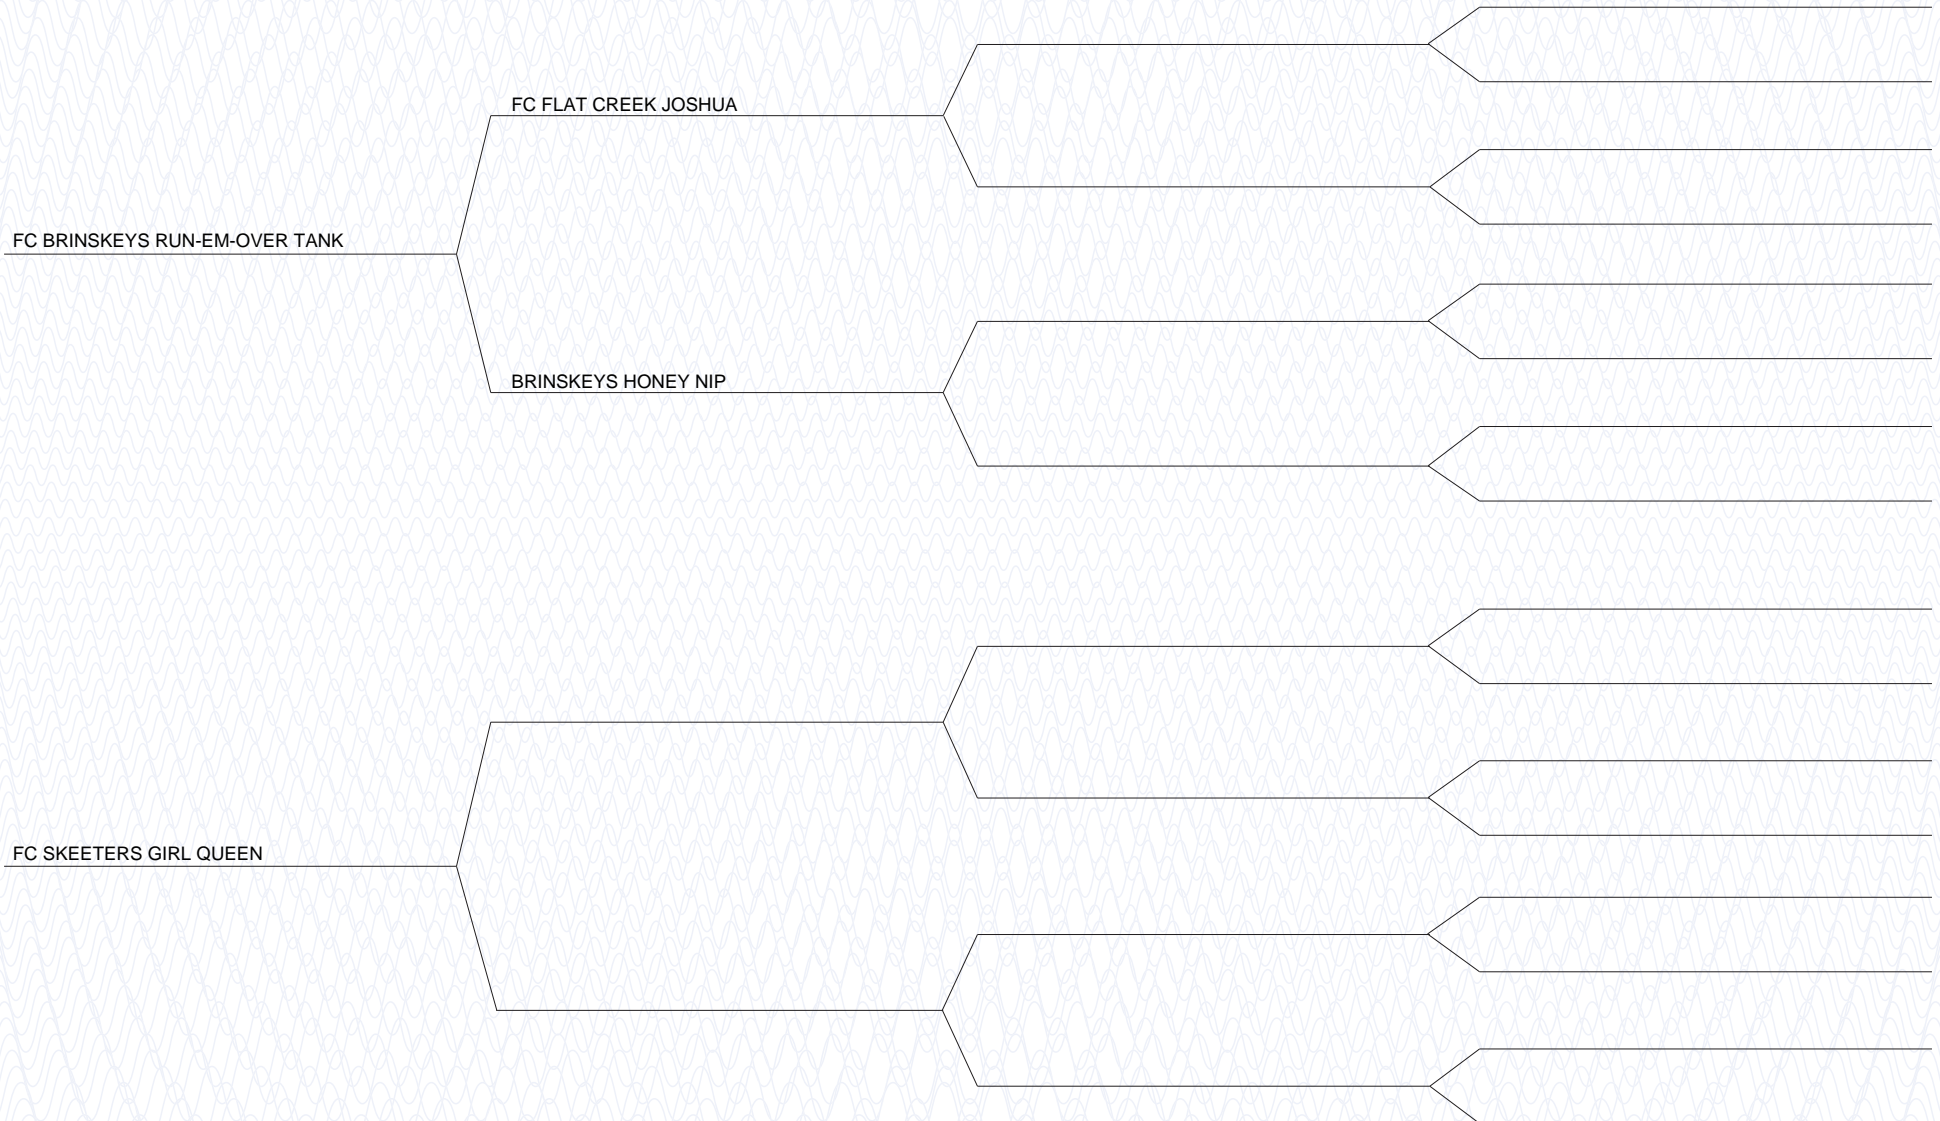 FC FLAT CREEK JOSHUA
FC BRINSKEYS RUN-EM-OVER TANK
BRINSKEYS HONEY NIP
FC SKEETERS GIRL QUEEN